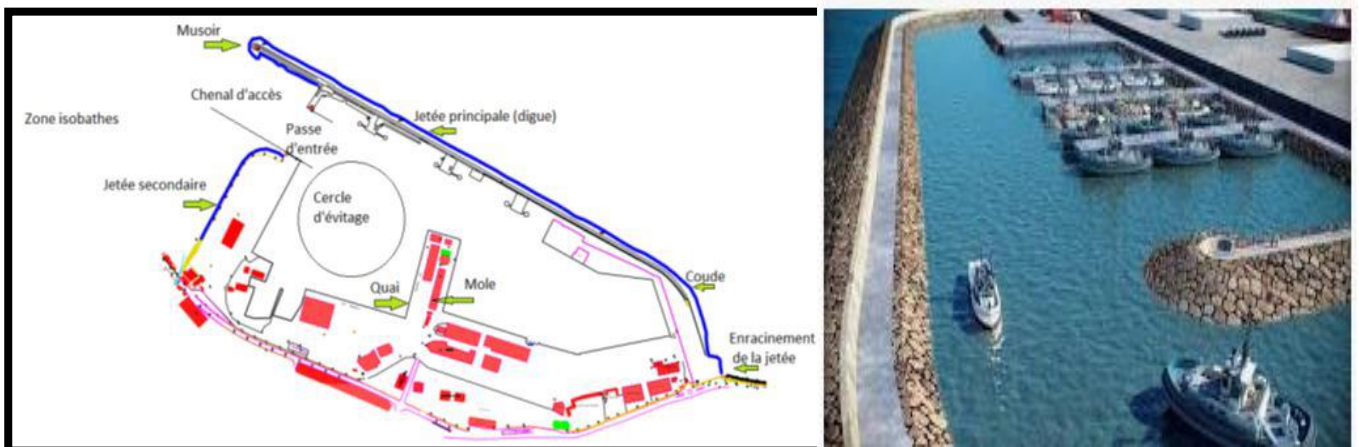 Musoir
Chenal d'accès
Zone isobathes
Passe
d'entrée
Jetée principale (digue)
Jetée secondaire
Cercle
d'évitage
Quai
Mole
Coude
Enracinement
de la jetée